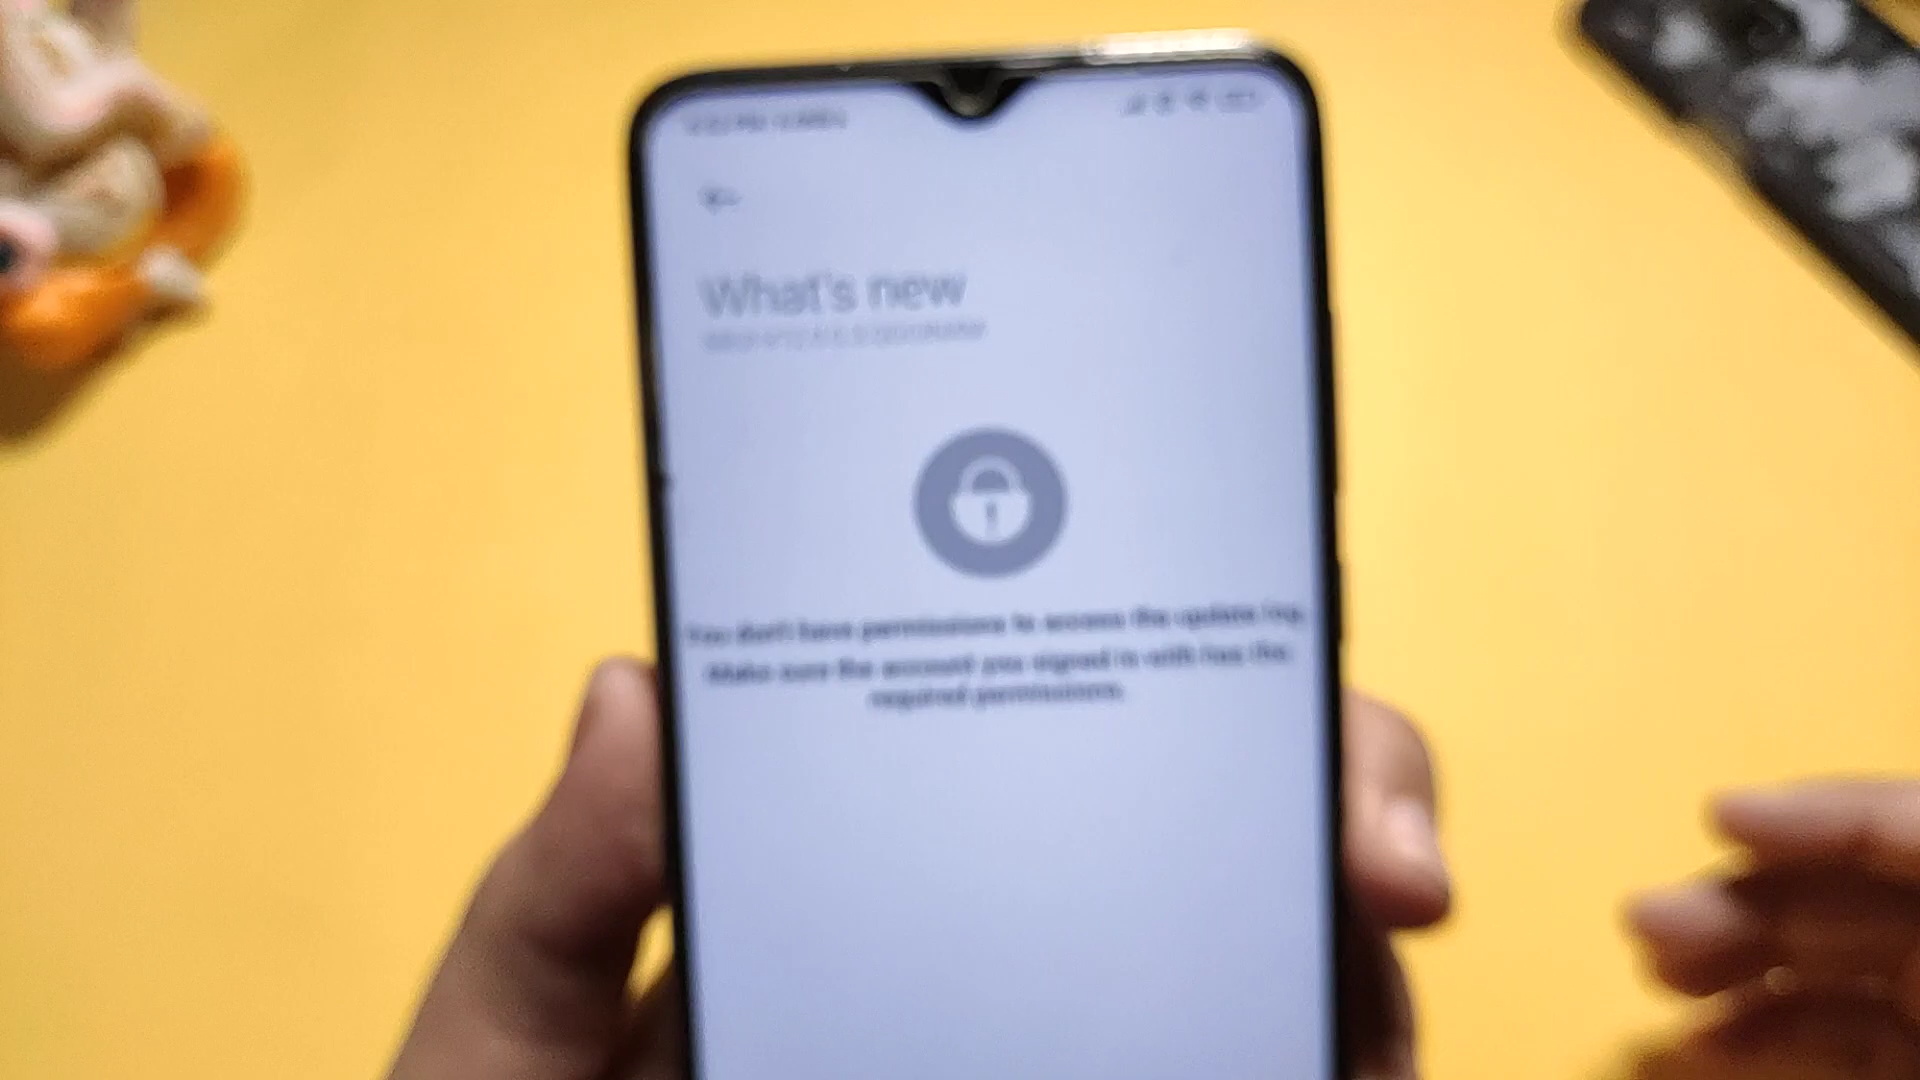 What's new
You don't have permissions to access the update log.
Make sure the account you signed in with has the
required permissions.